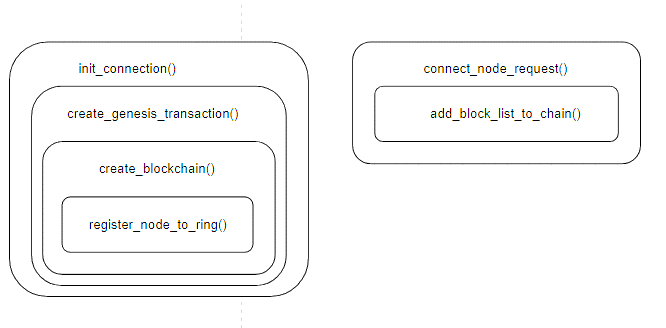 init_connection()
create_genesis_transaction()
create_blockchain()
register_node_to_ring()
connect_node_request()
add_block_list_to_chain()